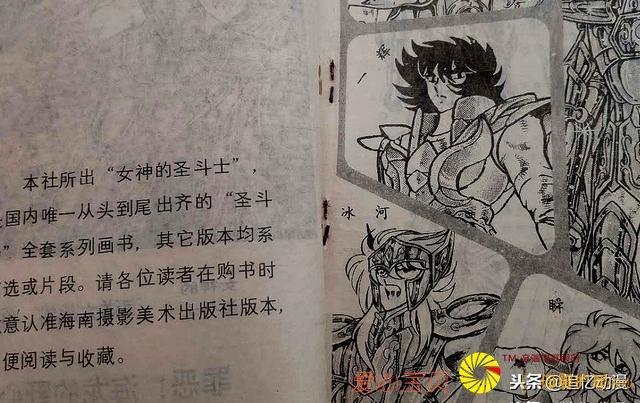 本社所出“女神的圣斗士”，
国内唯一从头到尾出齐的“圣斗
”全套系列画书，其它版本均系
选或片段。请各位读者在购书时
意认准海南摄影美术出版社版本，
便阅读与收藏。
一辉
冰河
瞬
TM
头条@追忆动漫